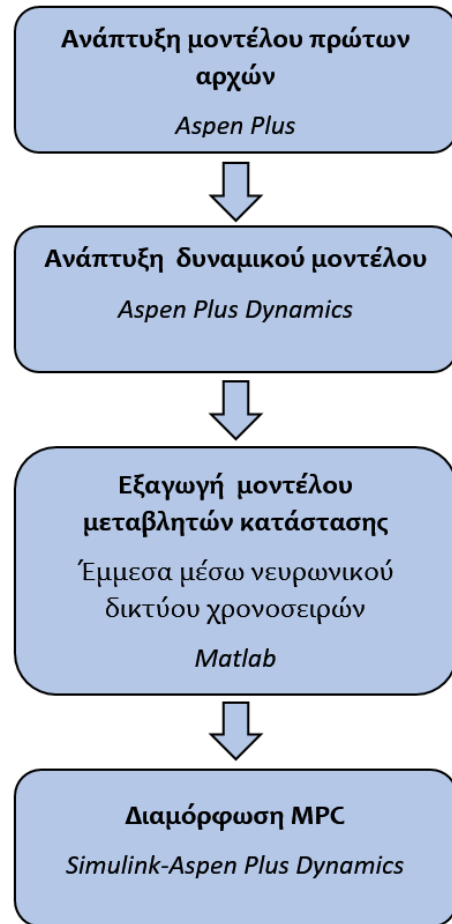 Ανάπτυξη μοντέλου πρώτων
αρχών
Aspen Plus
Ανάπτυξη δυναμικού μοντέλου
Aspen Plus Dynamics
Εξαγωγή μοντέλου
μεταβλητών κατάστασης
Έμμεσα μέσω νευρωνικού
δικτύου χρονοσειρών
Matlab
Διαμόρφωση MPC
Simulink-Aspen Plus Dynamics